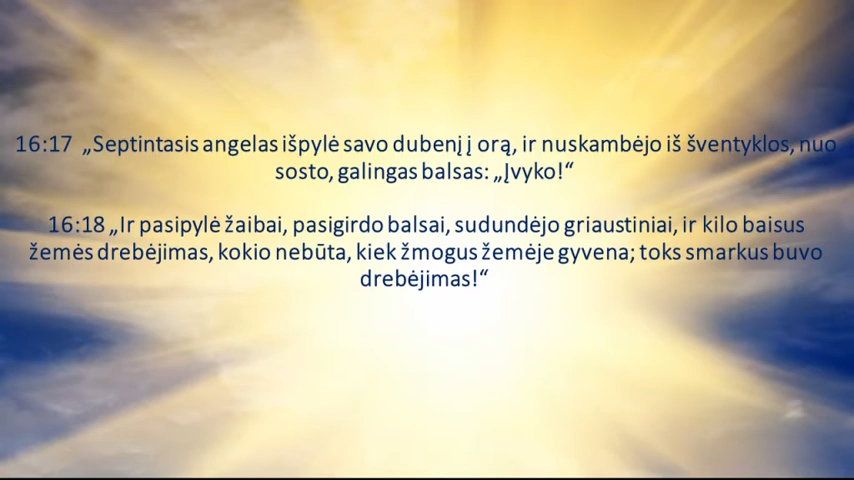 16:17 „Septintasis angelas išpylė savo dubenį į orą, ir nuskambėjo iš šventyklos, nuo
sosto, galingas balsas: „Įvyko!“
16:18 „Ir pasipylė žaibai, pasigirdo balsai, sudundėjo griaustiniai, ir kilo baisus
žemės drebėjimas, kokio nebūta, kiek žmogus žemėje gyvena; toks smarkus buvo
drebėjimas!“